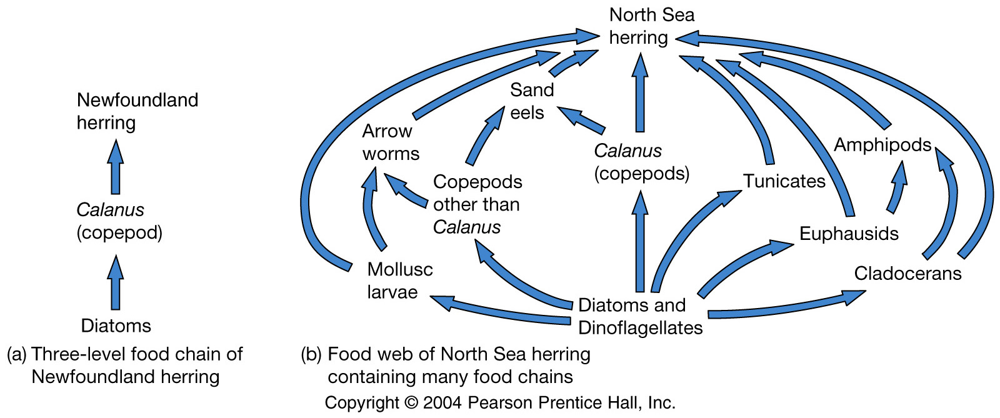 Newfoundland
herring
Calanus
(copepod)
Diatoms
(a) Three-level food chain of
Newfoundland herring
North Sea
herring
Sand
eels
Arrow
worms
Calanus
(copepods)
Amphipods
Copepods
other than
Calanus
Tunicates
Euphausids
Mollusc
larvae
Cladocerans
Diatoms and
Dinoflagellates
(b) Food web of North Sea herring
containing many food chains
Copyright © 2004 Pearson Prentice Hall, Inc.